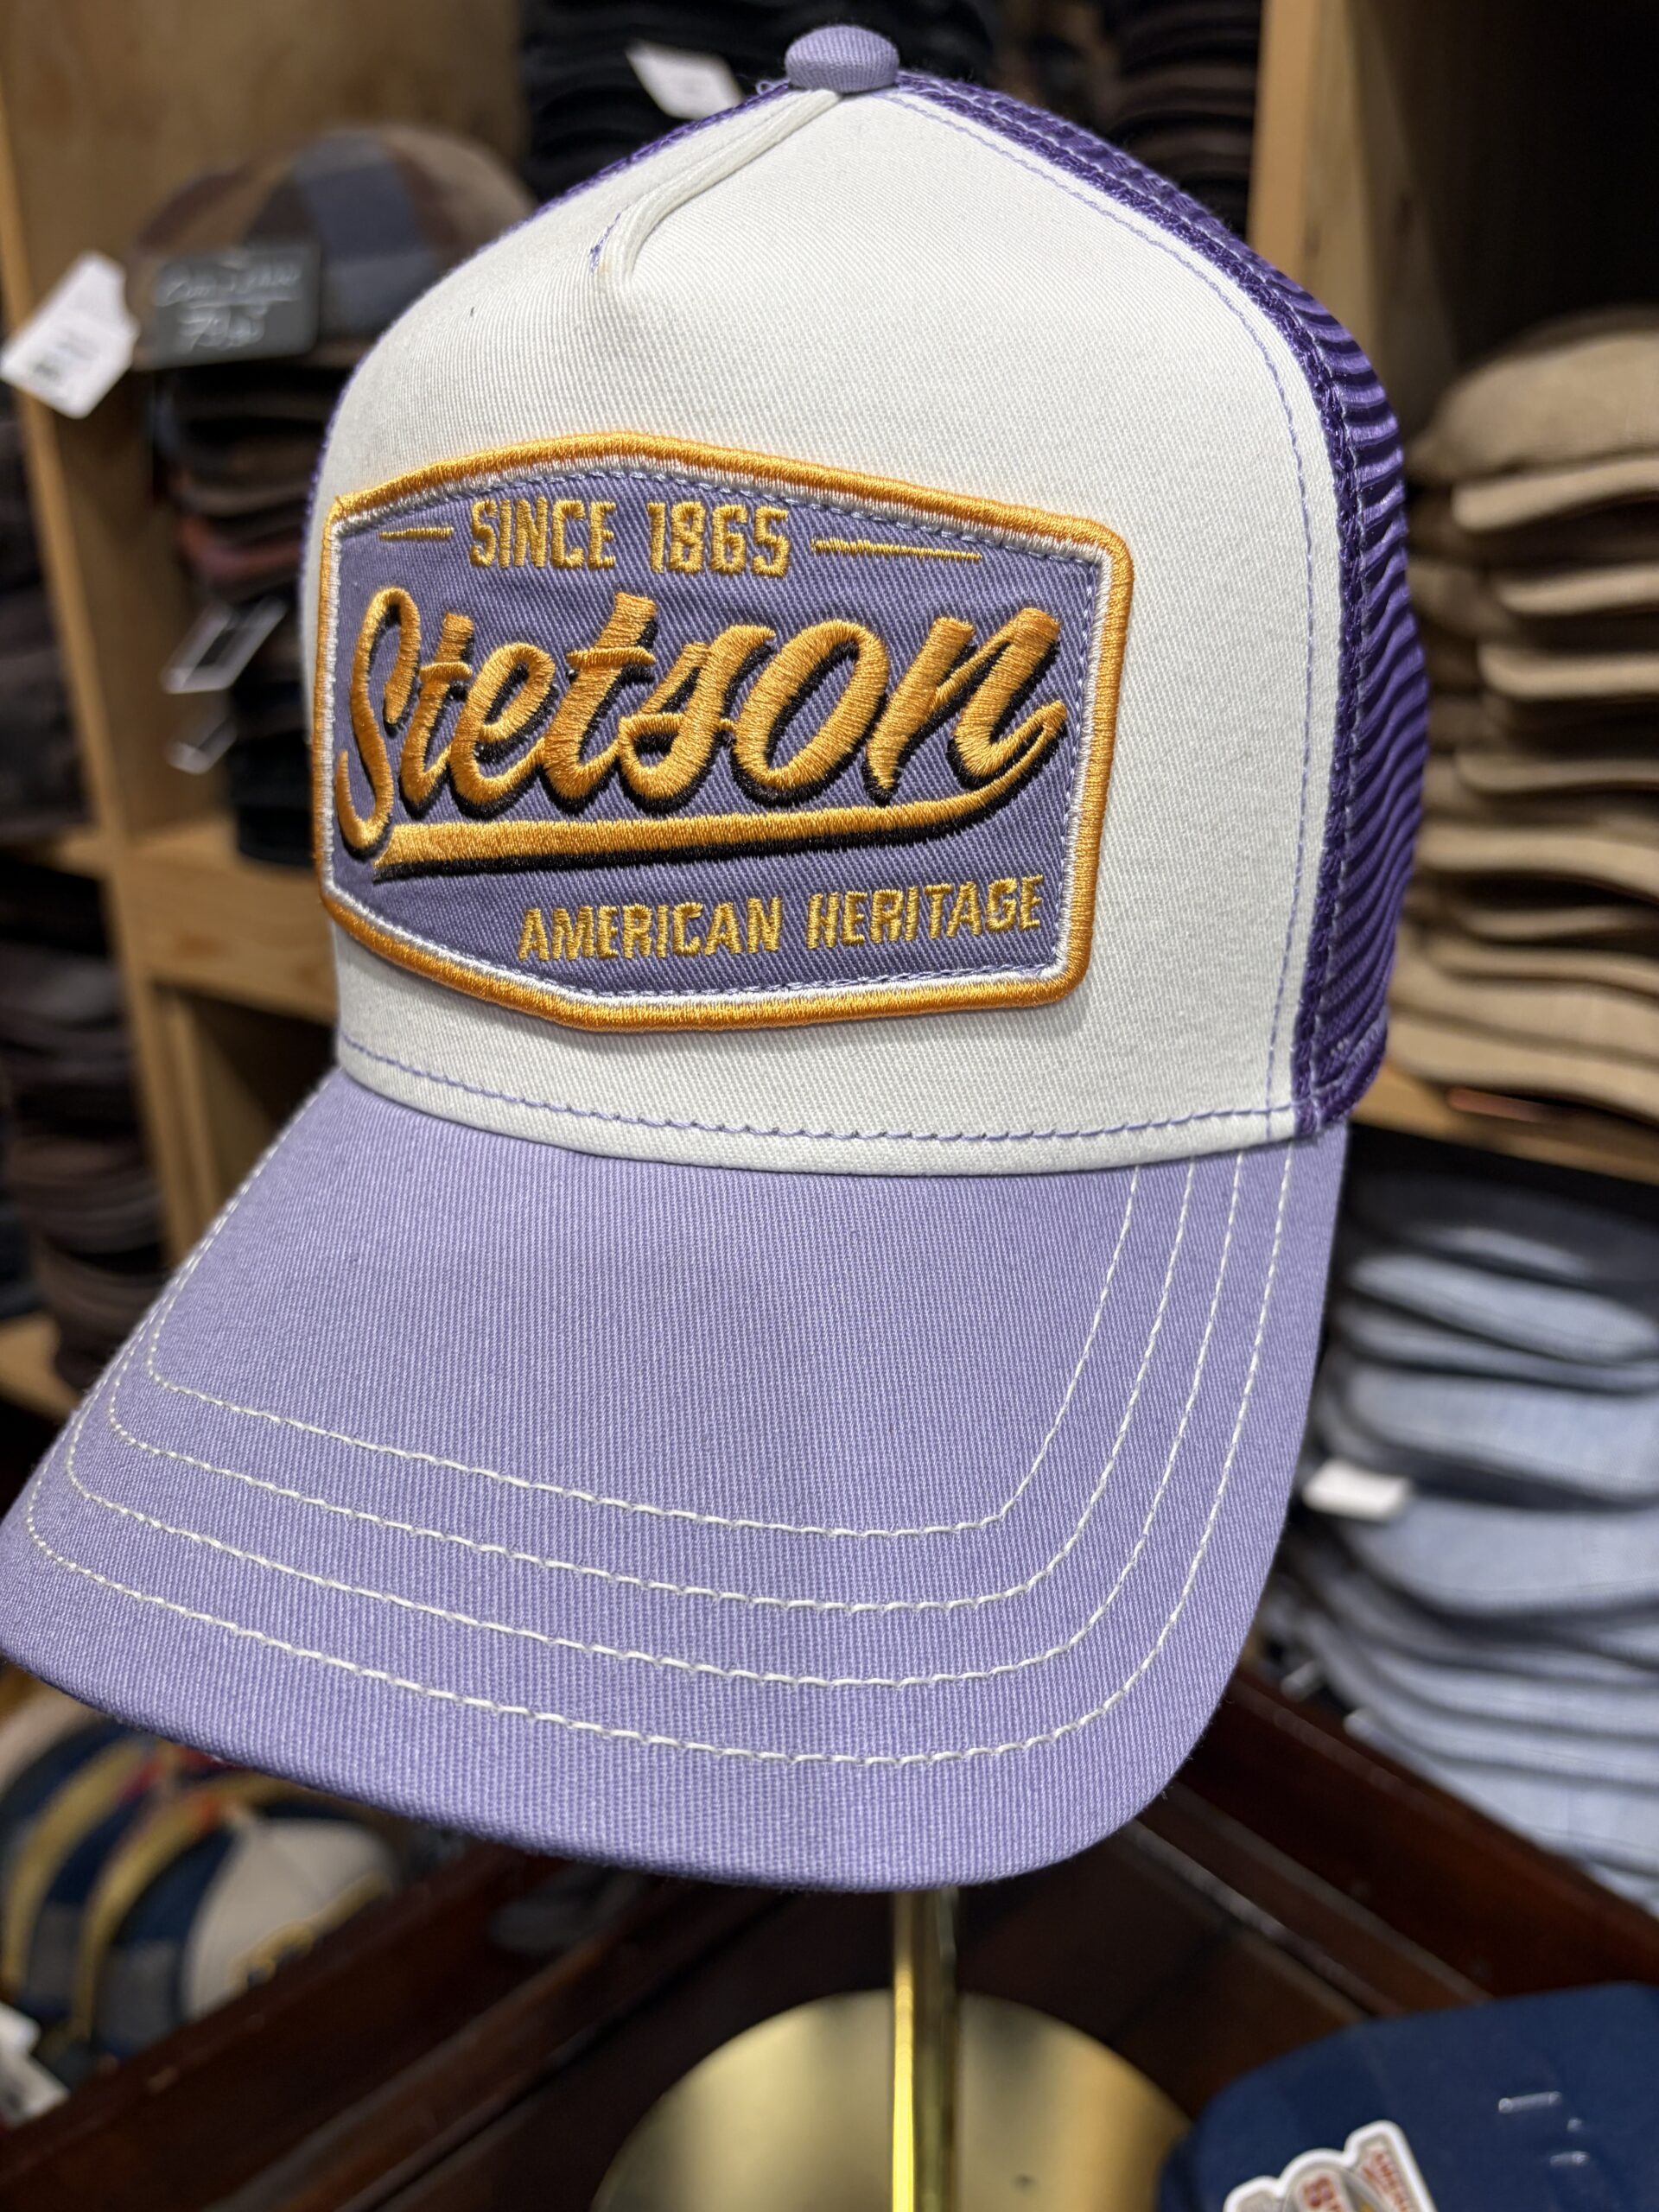 SINCE 1865
Stetson
AMERICAN HERITAGE